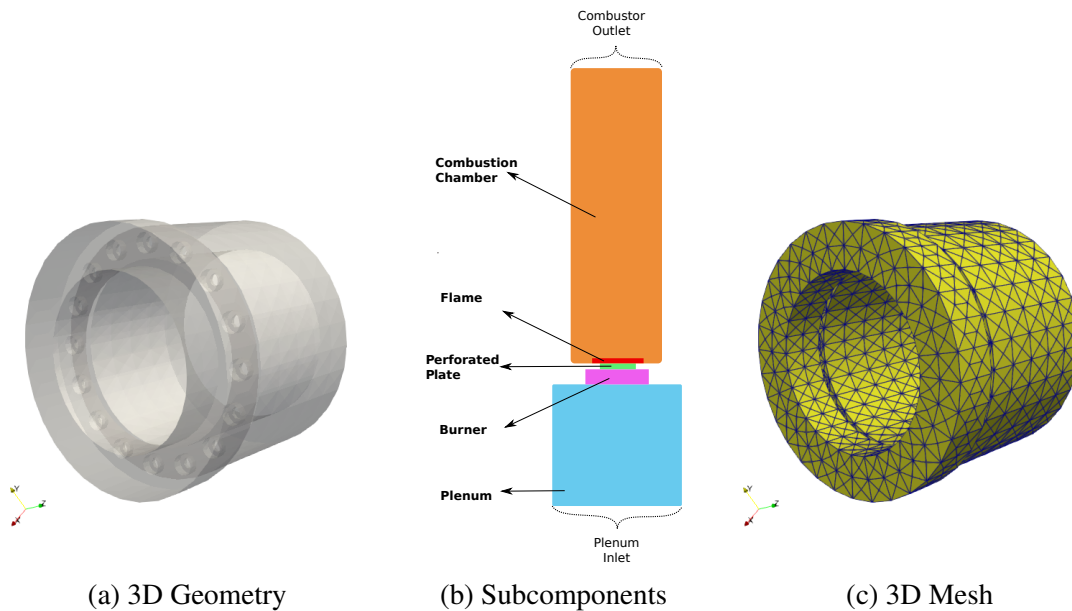 Combustor
Outlet
Combustion
Chamber
Flame
Perforated
Plate
Burner
Plenum
Plenum
Inlet
Y
Z
X
Y
Z
X
(a) 3D Geometry
(b) Subcomponents
(c) 3D Mesh